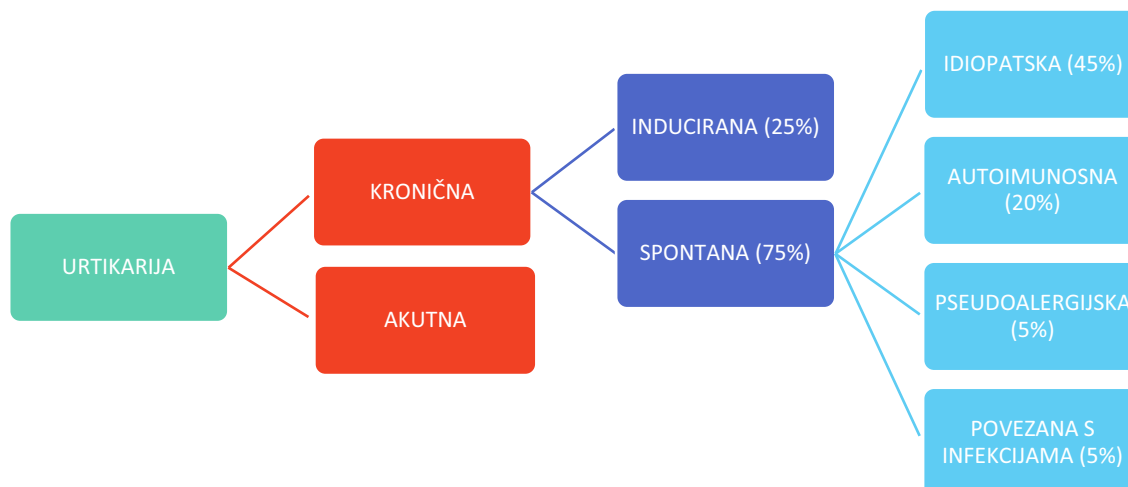 URTIKARIJA
KRONIČNA
AKUTNA
INDUCIRANA (25%)
SPONTANA (75%)
IDIOPATSKA (45%)
AUTOIMUNOSNA
(20%)
PSEUDOALERGIJSKA
(5%)
POVEZANA S
INFEKCIJAMA (5%)